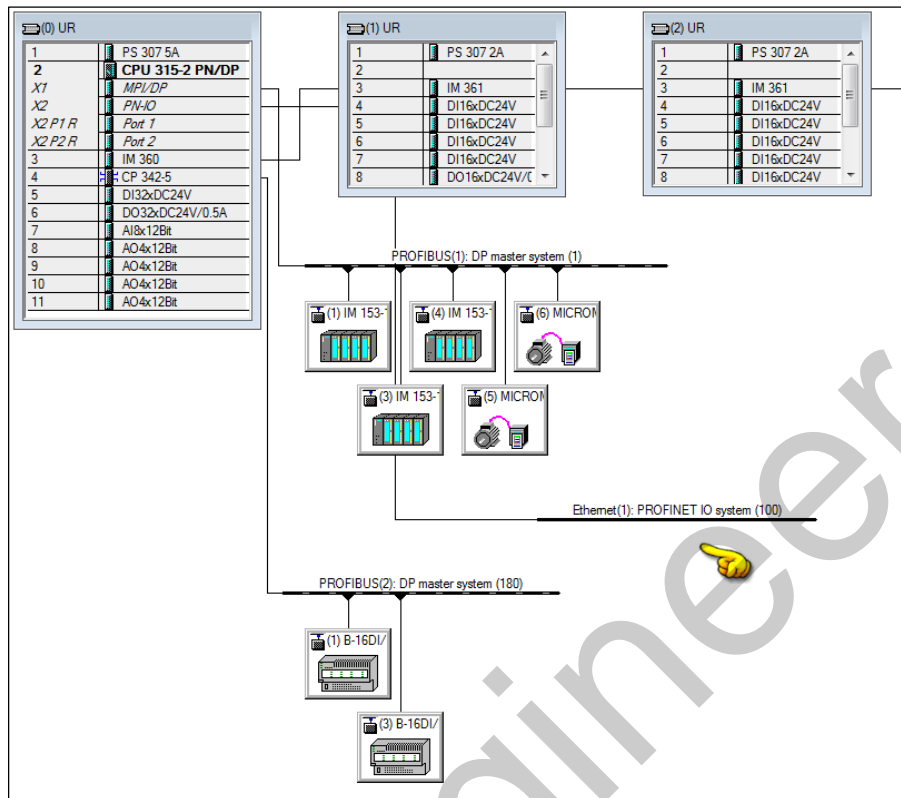 (0) UR
1 PS 307 5A
2 CPU 315-2 PN/DP
X1 MPI/DP
X2 PN-IO
X2 P1 R Port 1
X2 P2 R Port 2
3 IM 360
4 CP 342-5
5 DI32xDC24V
6 DO32xDC24V/0.5A
7 AI8x12Bit
8 AO4x12Bit
9 AO4x12Bit
10 AO4x12Bit
11 AO4x12Bit
(1) UR
1 PS 307 2A
2
3 IM 361
4 DI16xDC24V
5 DI16xDC24V
6 DI16xDC24V
7 DI16xDC24V
8 DO16xDC24V/
(2) UR
1 PS 307 2A
2
3 IM 361
4 DI16xDC24V
5 DI16xDC24V
6 DI16xDC24V
7 DI16xDC24V
8 DI16xDC24V
PROFIBUS(1): DP master system (1)
(1) IM 153-1
(4) IM 153-1
(6) MICROM
(3) IM 153-1
(5) MICROM
Ethernet(1): PROFINET IO system (100)
PROFIBUS(2): DP master system (180)
(1) B-16DI/
(3) B-16DI/
gineer